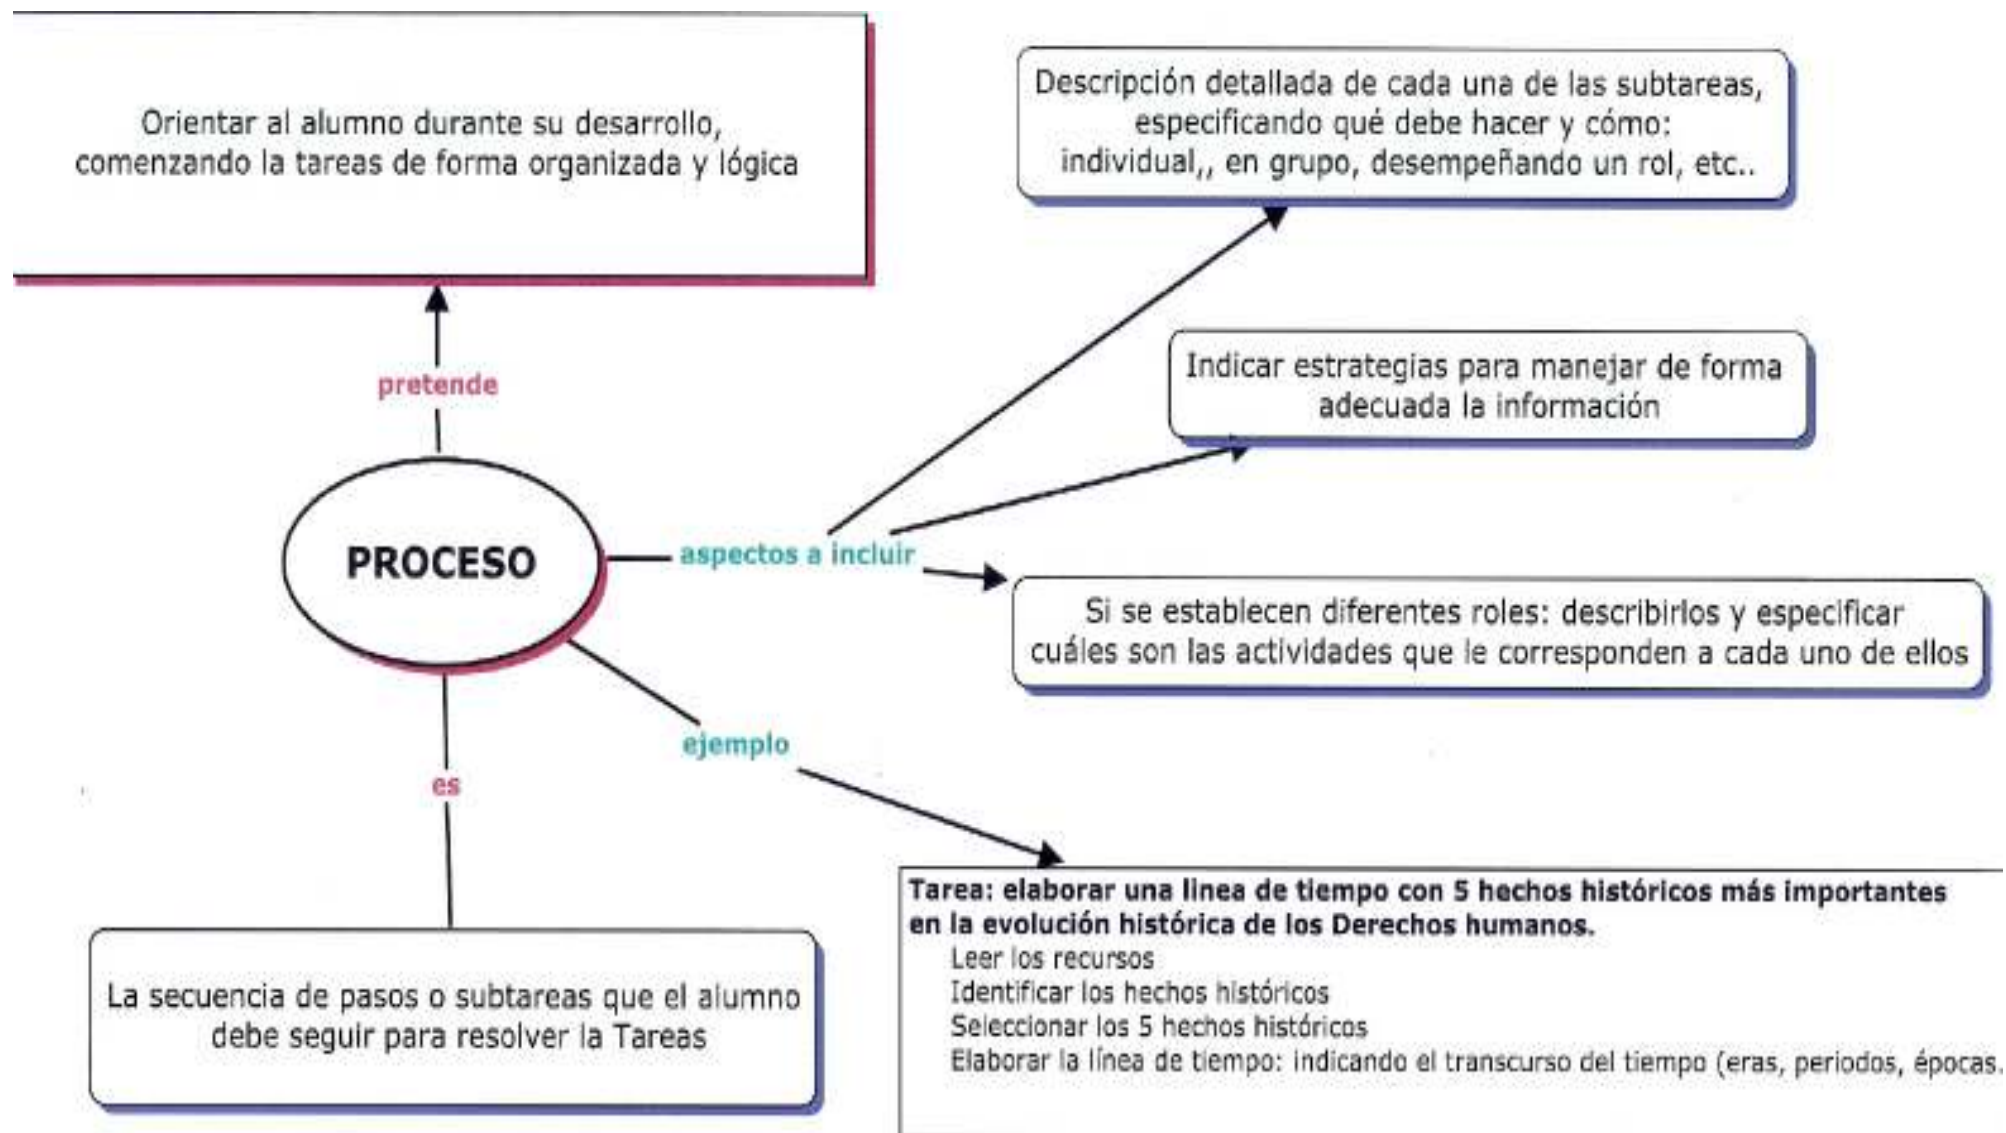 Orientar al alumno durante su desarrollo,
comenzando la tareas de forma organizada y lógica
Descripción detallada de cada una de las subtareas,
especificando qué debe hacer y cómo:
individual,, en grupo, desempeñando un rol, etc..
pretende
Indicar estrategias para manejar de forma
adecuada la información
PROCESO
aspectos a incluir
Si se establecen diferentes roles: describirlos y especificar
cuáles son las actividades que le corresponden a cada uno de ellos
ejemplo
es
La secuencia de pasos o subtareas que el alumno
debe seguir para resolver la Tareas
Tarea: elaborar una linea de tiempo con 5 hechos históricos más importantes
en la evolución histórica de los Derechos humanos.
Leer los recursos
Identificar los hechos históricos
Seleccionar los 5 hechos históricos
Elaborar la línea de tiempo: indicando el transcurso del tiempo (eras, periodos, épocas.